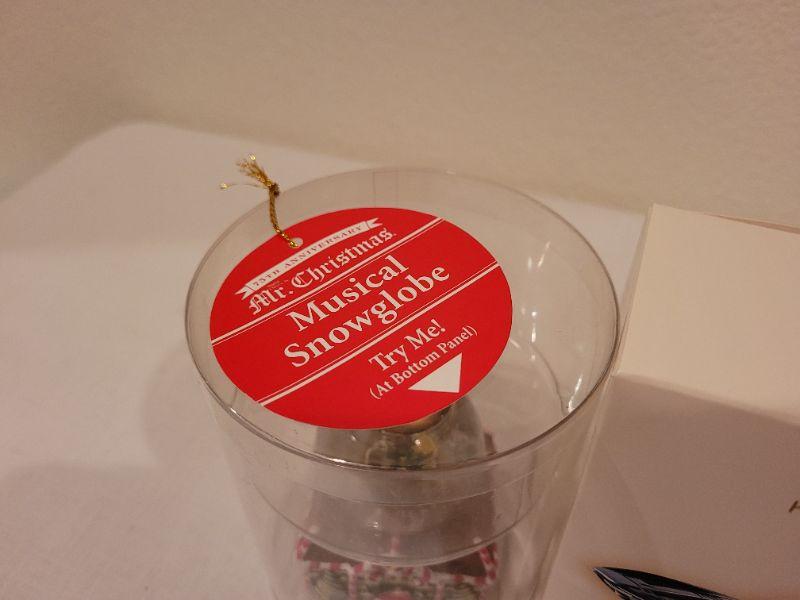 75TH ANNIVERSARY
Mr. Christmas
Musical
Snowglobe
Try Me!
(At Bottom Panel)